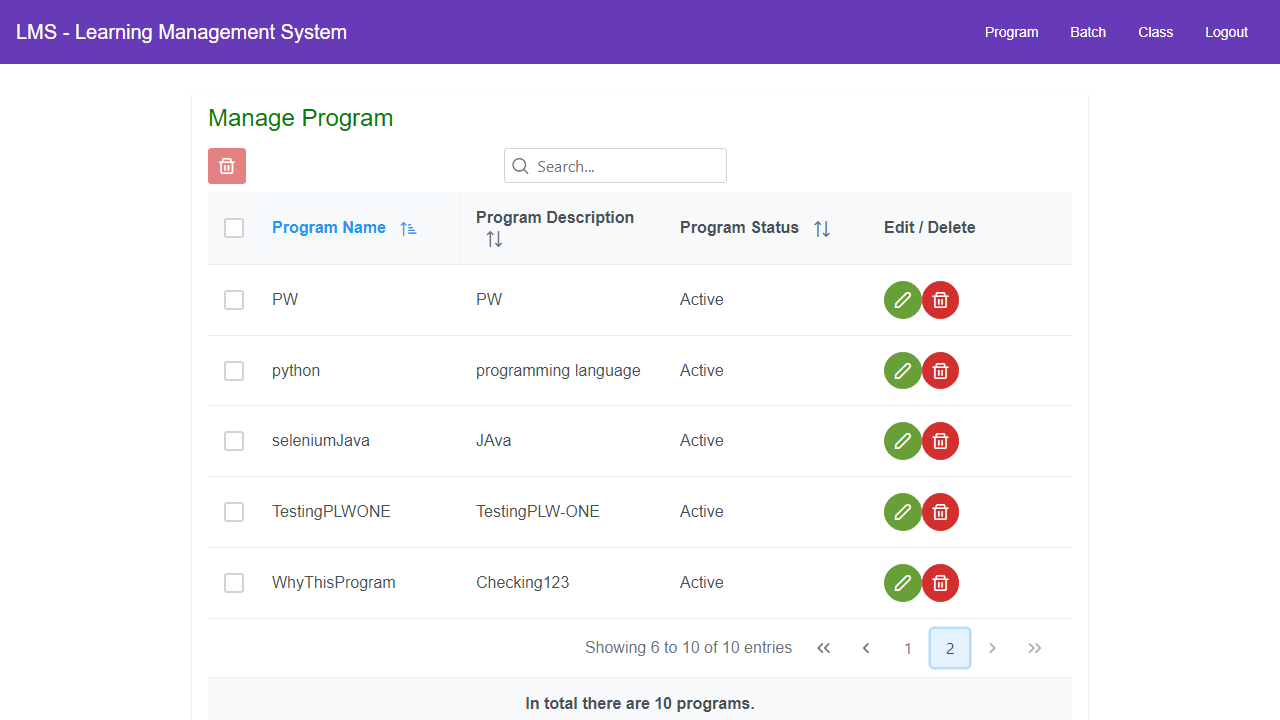 LMS - Learning Management System Program Batch Class Logout
Manage Program
Search...
Program Name Program Description Program Status Edit / Delete
PW PW Active
python programming language Active
seleniumJava JAva Active
TestingPLWONE TestingPLW-ONE Active
WhyThisProgram Checking123 Active
Showing 6 to 10 of 10 entries 1 2
In total there are 10 programs.